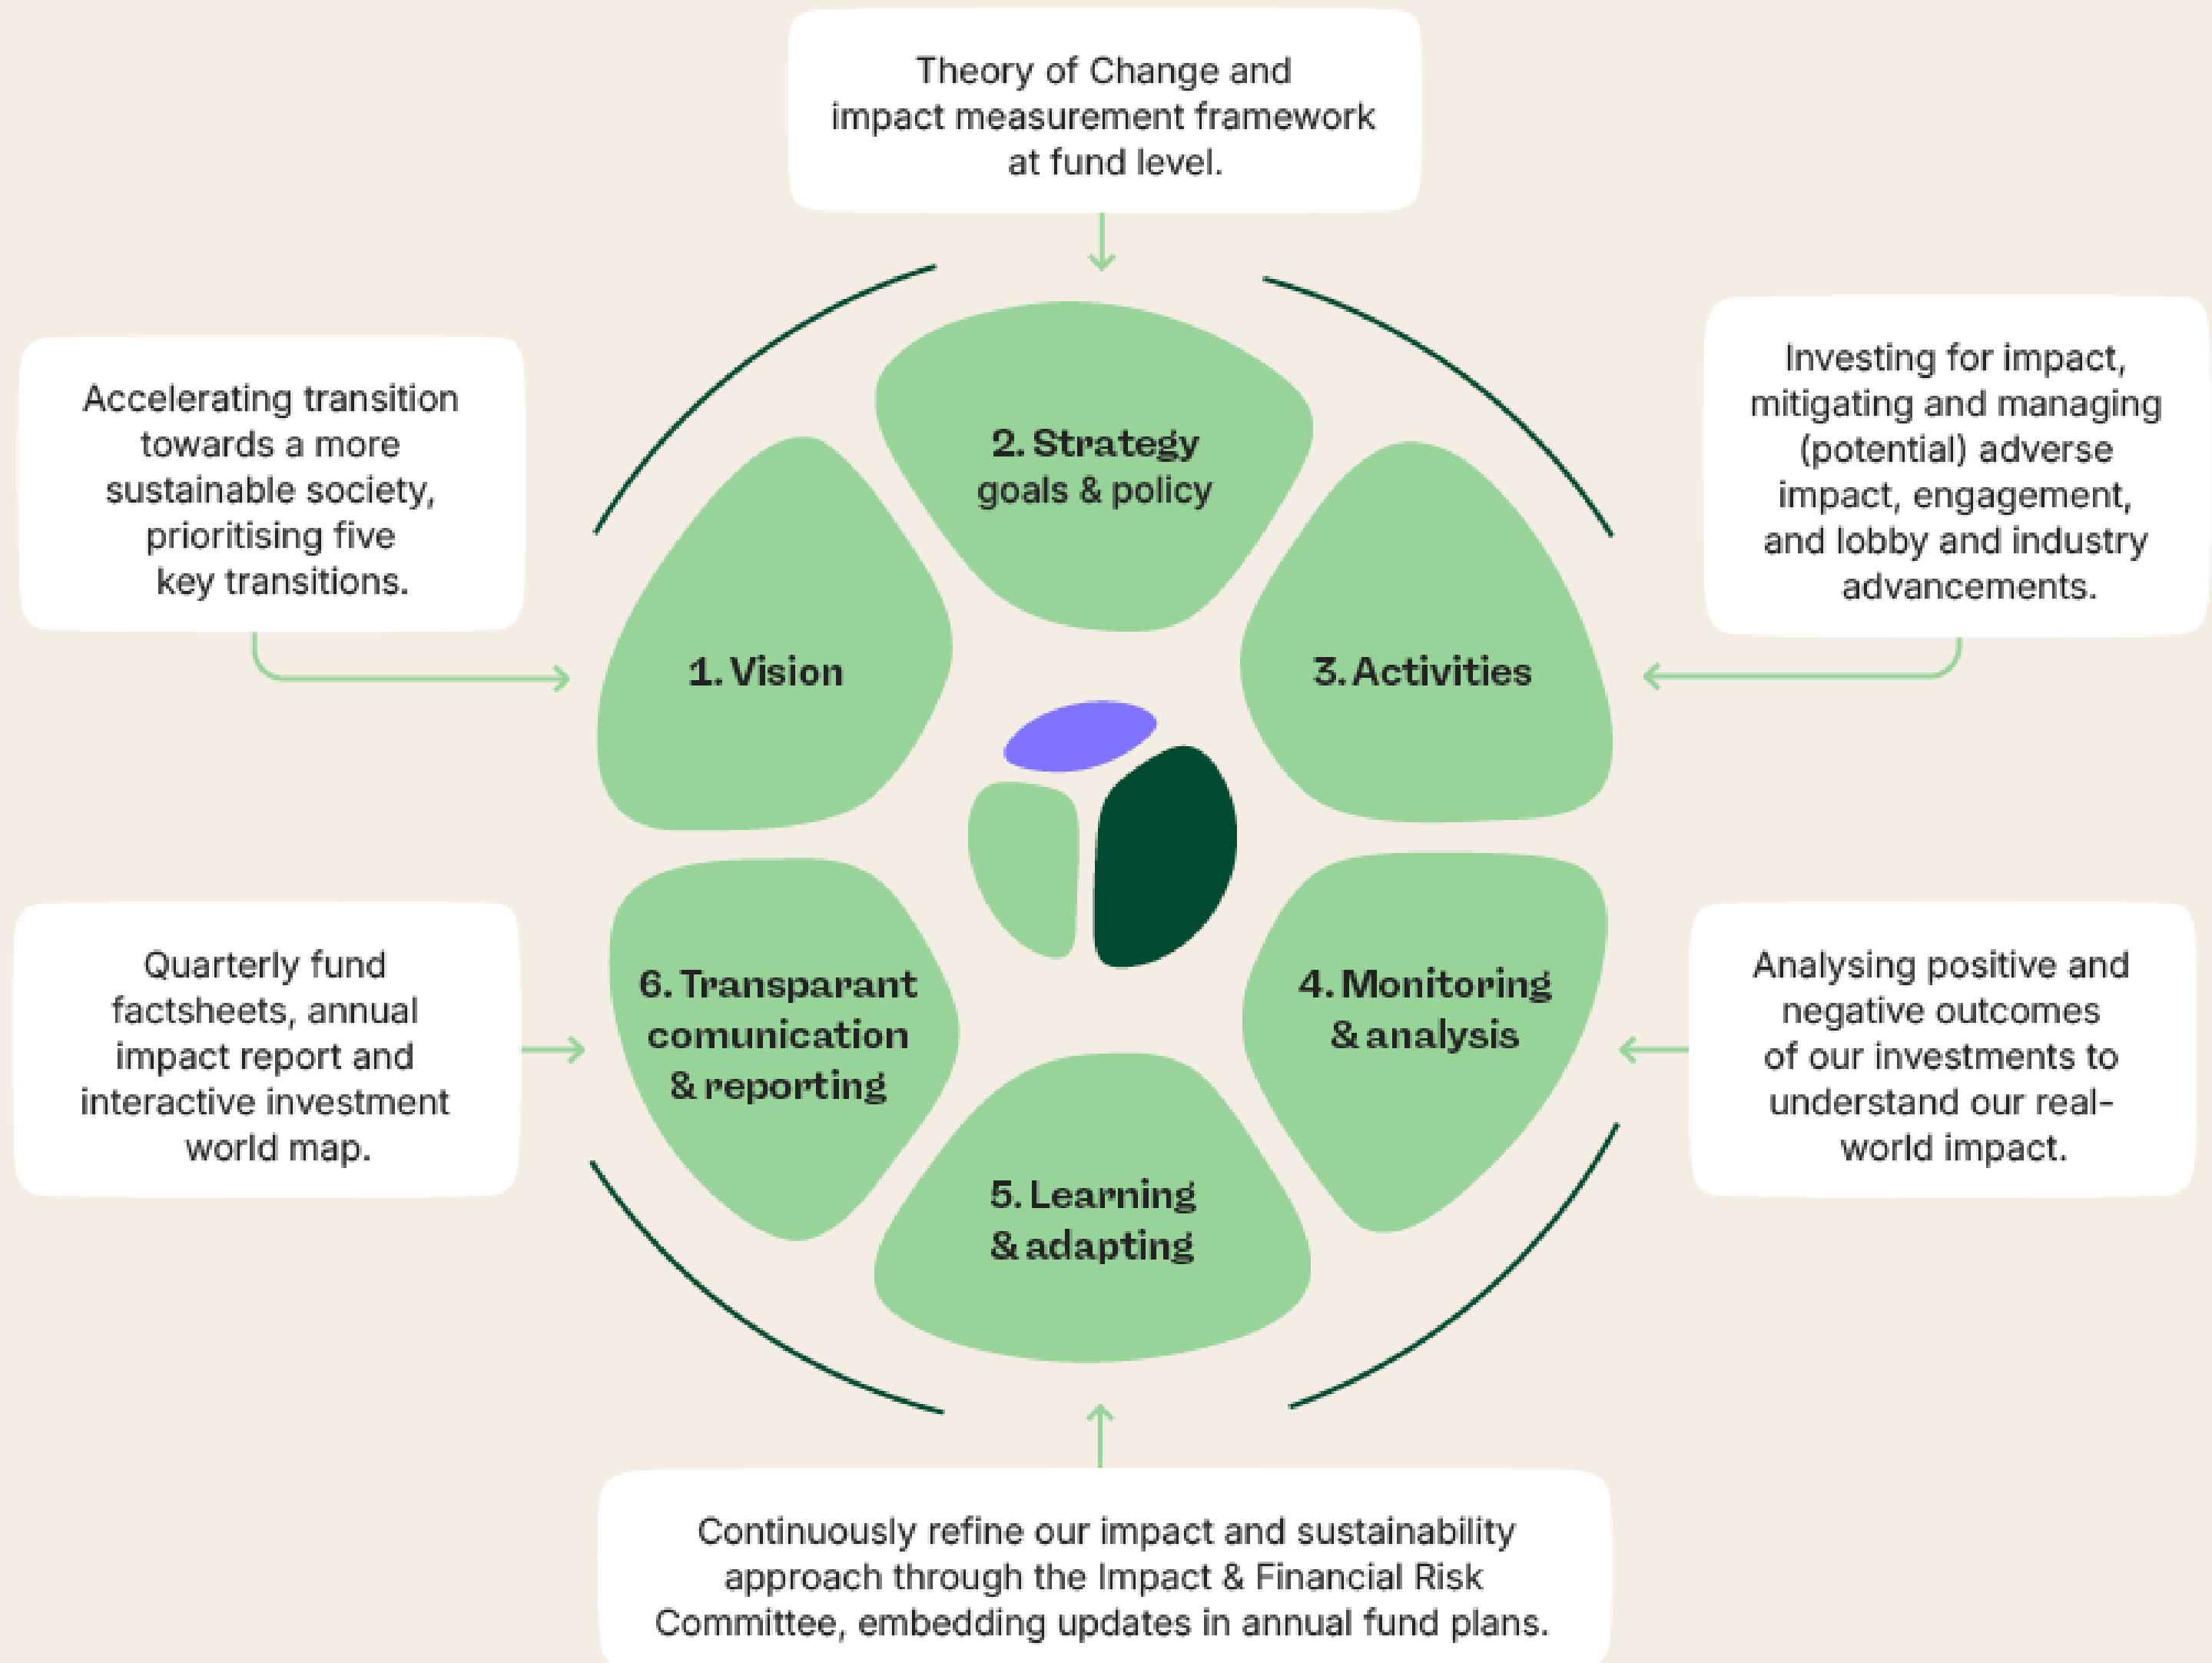 Theory of Change and
impact measurement framework
at fund level.
Accelerating transition
towards a more
sustainable society,
prioritising five
key transitions.
Investing for impact,
mitigating and managing
(potential) adverse
impact, engagement,
and lobby and industry
advancements.
1. Vision
2. Strategy
goals & policy
3. Activities
4. Monitoring
& analysis
5. Learning
& adapting
6. Transparant
comunication
& reporting
Quarterly fund
factsheets, annual
impact report and
interactive investment
world map.
Analysing positive and
negative outcomes
of our investments to
understand our real-
world impact.
Continuously refine our impact and sustainability
approach through the Impact & Financial Risk
Committee, embedding updates in annual fund plans.